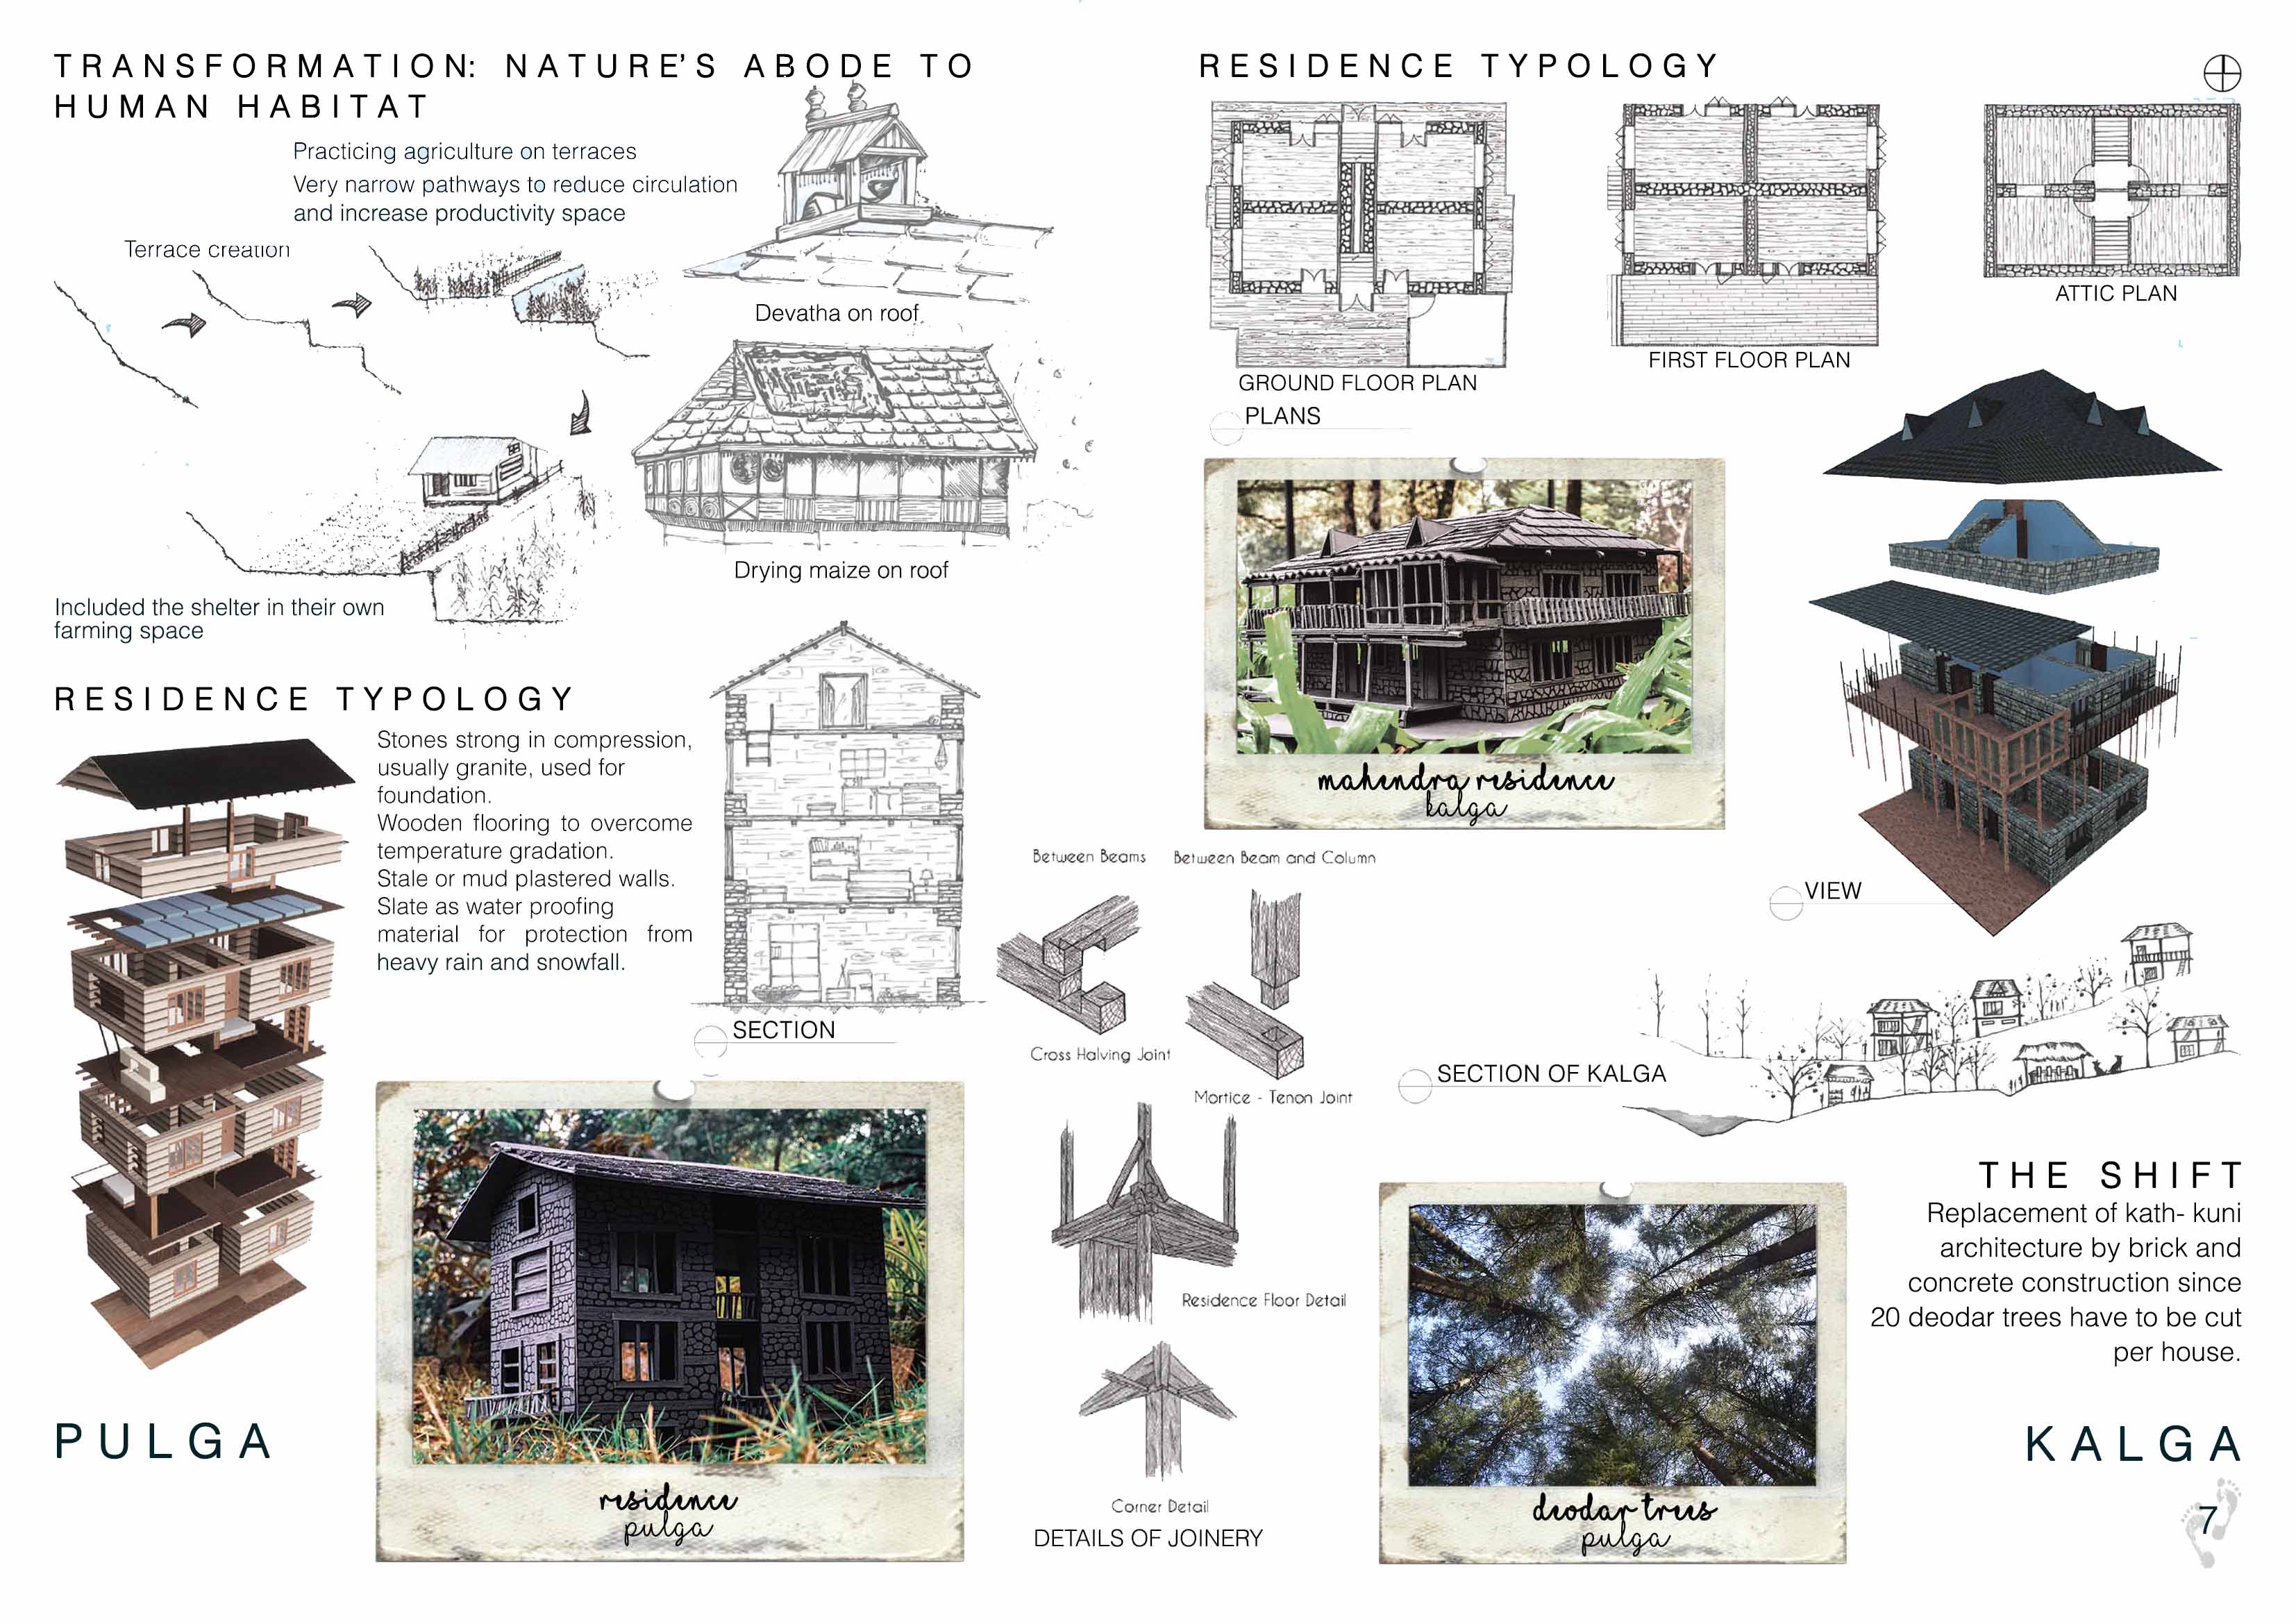 TRANSFORMATION: NATURE'S ABODE TO
HUMAN HABITAT
Practicing agriculture on terraces
Very narrow pathways to reduce circulation
and increase productivity space
Terrace creation
Devatha on roof
Drying maize on roof
Included the shelter in their own
farming space
RESIDENCE TYPOLOGY
Stones strong in compression,
usually granite, used for
foundation.
Wooden flooring to overcome
temperature gradation.
Stale or mud plastered walls.
Slate as water proofing
material for protection from
heavy rain and snowfall.
SECTION
residence
pulga
PULGA
Between Beams
Between Beam and Column
Cross Halving Joint
Mortice - Tenon Joint
Residence Floor Detail
Corner Detail
DETAILS OF JOINERY
RESIDENCE TYPOLOGY
GROUND FLOOR PLAN
FIRST FLOOR PLAN
ATTIC PLAN
PLANS
mahendra residence
kalga
VIEW
SECTION OF KALGA
THE SHIFT
Replacement of kath- kuni
architecture by brick and
concrete construction since
20 deodar trees have to be cut
per house.
deodar trees
pulga
KALGA
7